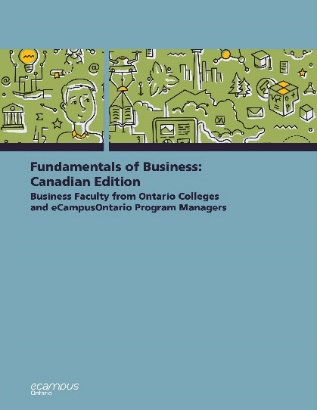 Fundamentals of Business:
Canadian Edition
Business Faculty from Ontario Colleges
and eCampusOntario Program Managers
ecampus
Ontario